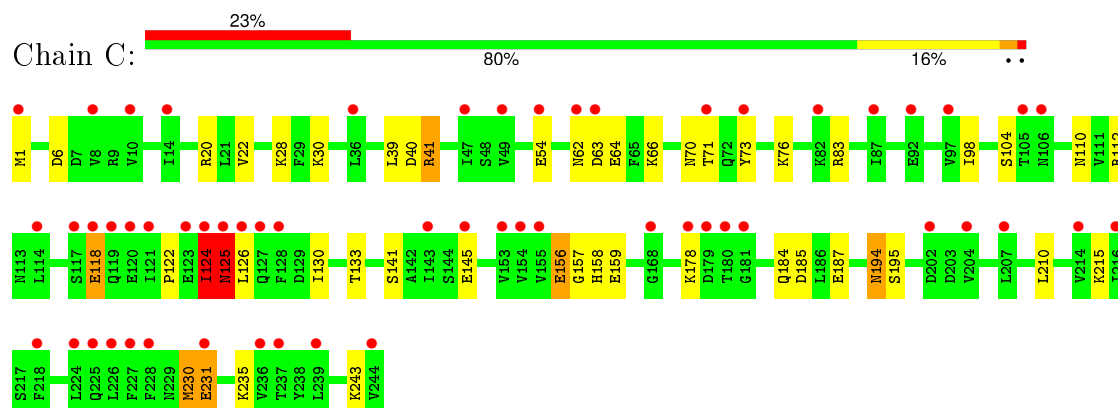 23%
Chain C:
80% 16% • •
M1 D6 D7 V8 R9 V10 I14 R20 L21 V22 K28 F29 K30 L36 L39 D40 R41 I47 S48 V49 E54 N62 D63 E64 F65 K66 N70 T71 Q72 Y73 K76 K82 R83 I87 E92 V97 I98 S104 T105 N106 N110 V111 R112
N113 L114 S117 E118 Q119 E120 I121 P122 E123 I124 N125 L126 Q127 F128 D129 I130 T133 S141 A142 I143 S144 E145 V153 V154 V155 E156 G157 H158 E159 G168 K178 D179 T180 G181 Q184 D185 L186 E187 N194 S195 D202 D203 V204 L207 L210 V214 K215 I216
S217 F218 L224 Q225 L226 F227 F228 N229 M230 E231 K235 V236 T237 Y238 L239 K243 V244